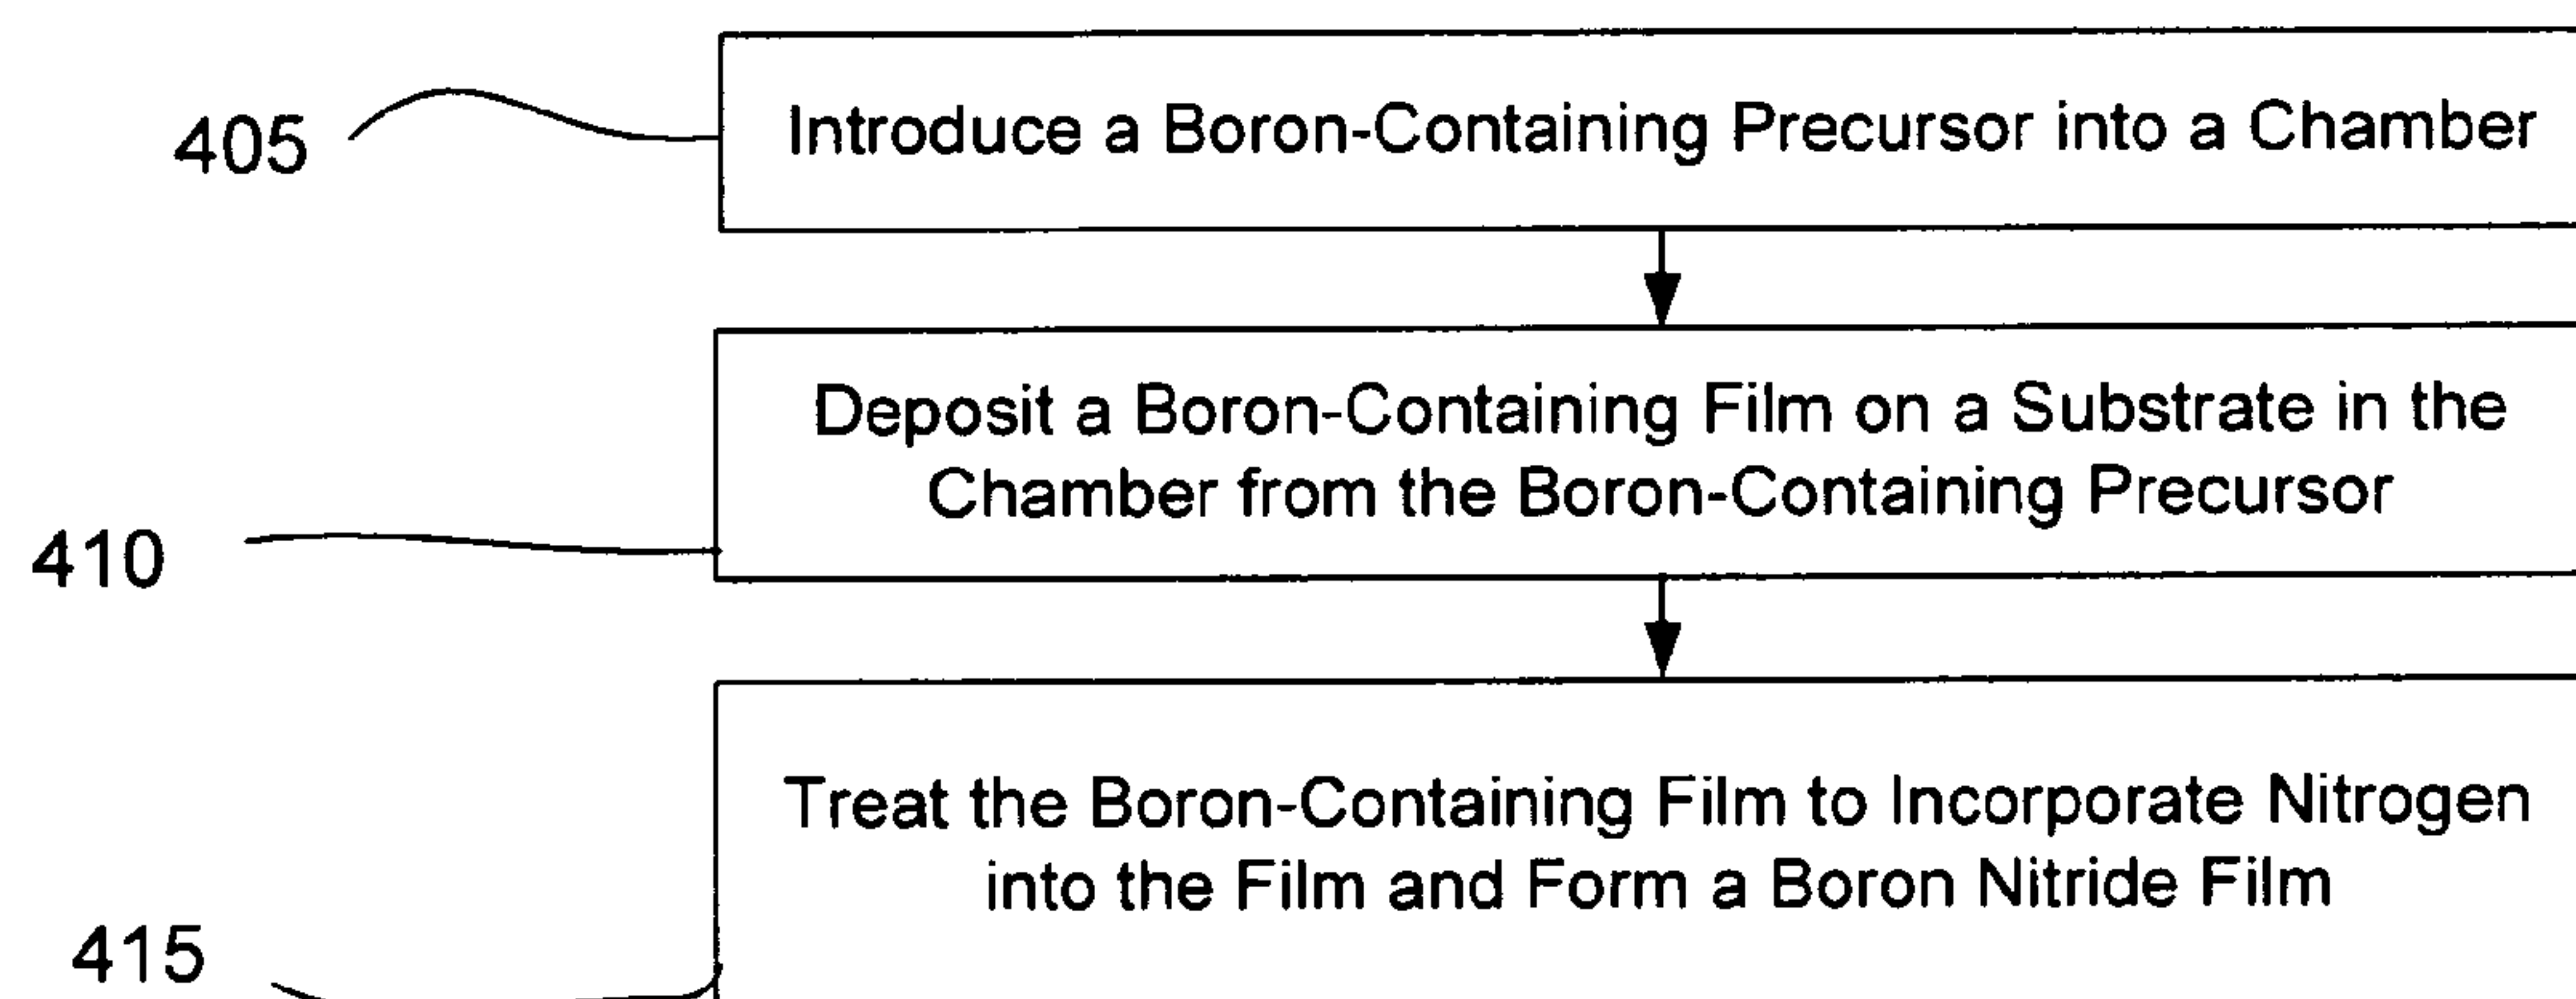 405
Introduce a Boron-Containing Precursor into a Chamber
Deposit a Boron-Containing Film on a Substrate in the
Chamber from the Boron-Containing Precursor
410
Treat the Boron-Containing Film to Incorporate Nitrogen
into the Film and Form a Boron Nitride Film
415